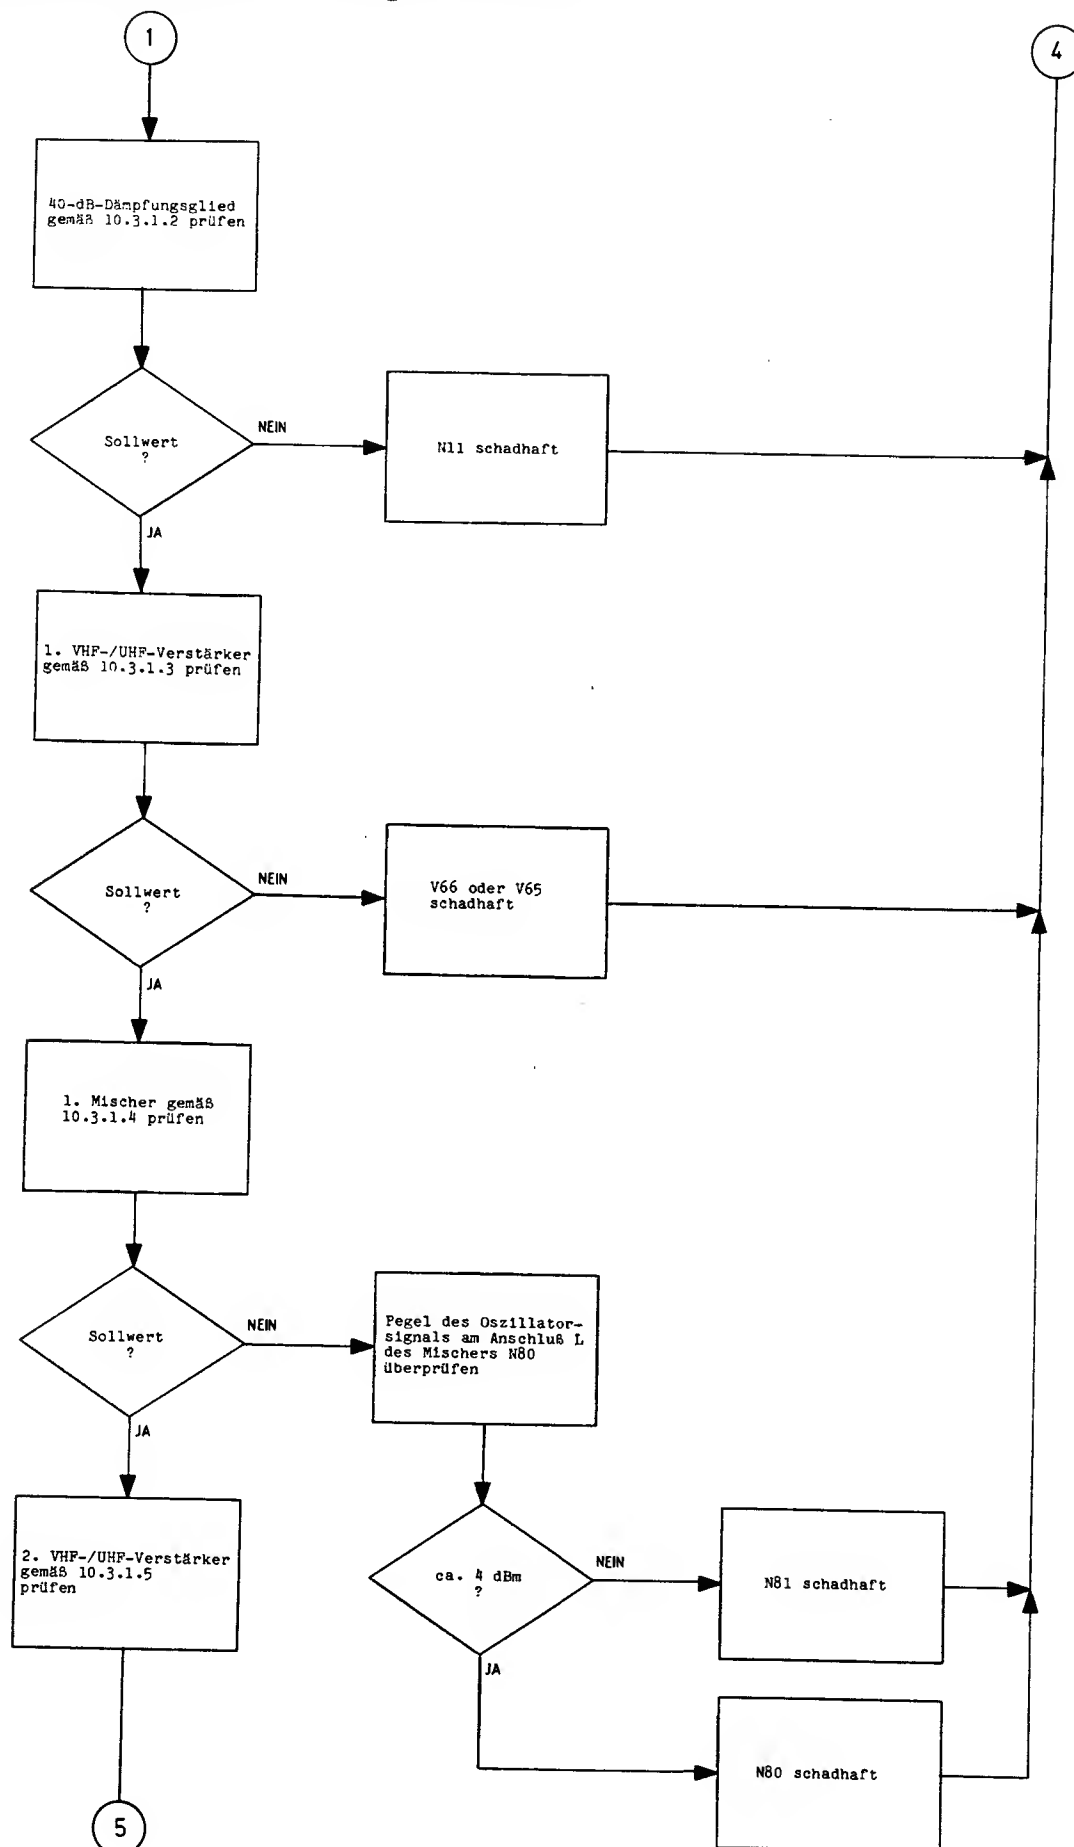 1
4
40-dB-Dämpfungsglied
gemäß 10.3.1.2 prüfen
Sollwert
?
NEIN
N11 schadhaft
JA
1. VHF-/UHF-Verstärker
gemäß 10.3.1.3 prüfen
Sollwert
?
NEIN
V66 oder V65
schadhaft
JA
1. Mischer gemäß
10.3.1.4 prüfen
Sollwert
?
NEIN
Pegel des Oszillator-
signals am Anschluß L
des Mischers N80
überprüfen
JA
2. VHF-/UHF-Verstärker
gemäß 10.3.1.5
prüfen
ca. 4 dBm
?
NEIN
N81 schadhaft
JA
N80 schadhaft
5